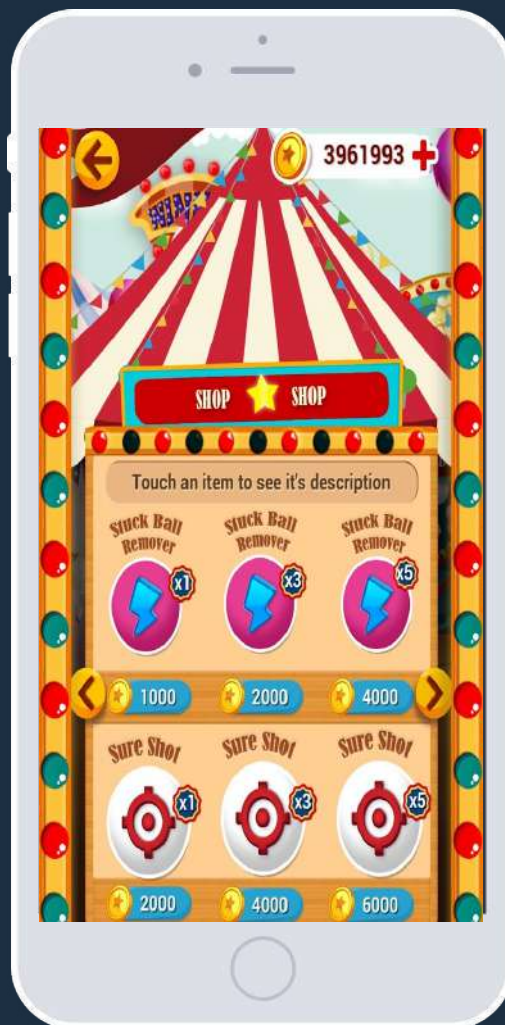 3961993
SHOP SHOP
Touch an item to see it's description
Stuck Ball Remover
Stuck Ball Remover
Stuck Ball Remover
x1 x3 x5
1000 2000 4000
Sure Shot Sure Shot Sure Shot
x1 x3 x5
2000 4000 6000